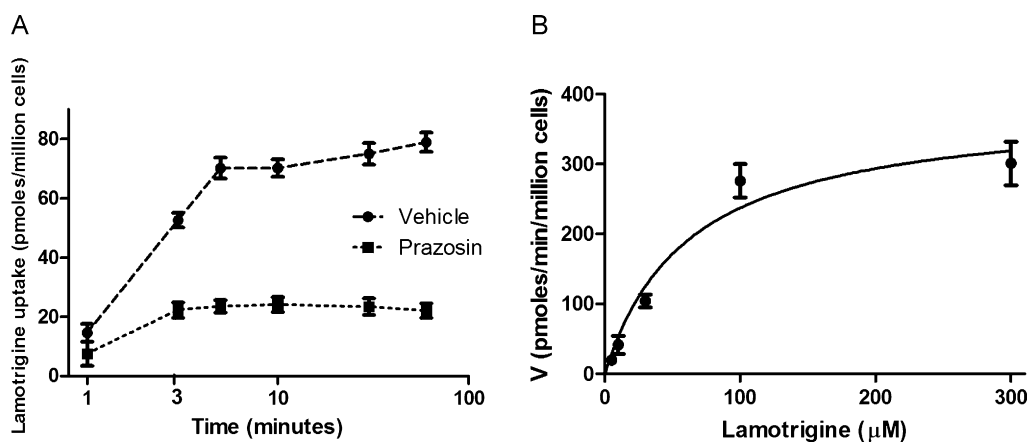 A
Lamotrigine uptake (pmoles/million cells)
80
60
40
20
0
1
3
10
100
Time (minutes)
Vehicle
Prazosin
B
V (pmoles/min/million cells)
400
300
200
100
0
0
100
200
300
Lamotrigine (μM)